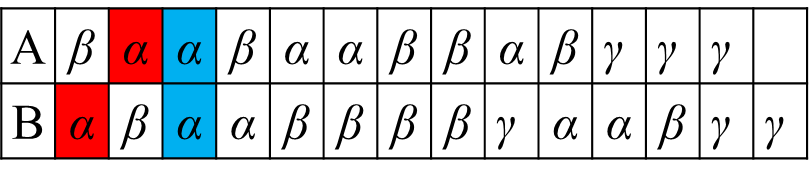 A β α α β α α β β α β γ γ γ
B α β α α β β β β γ α α β γ γ